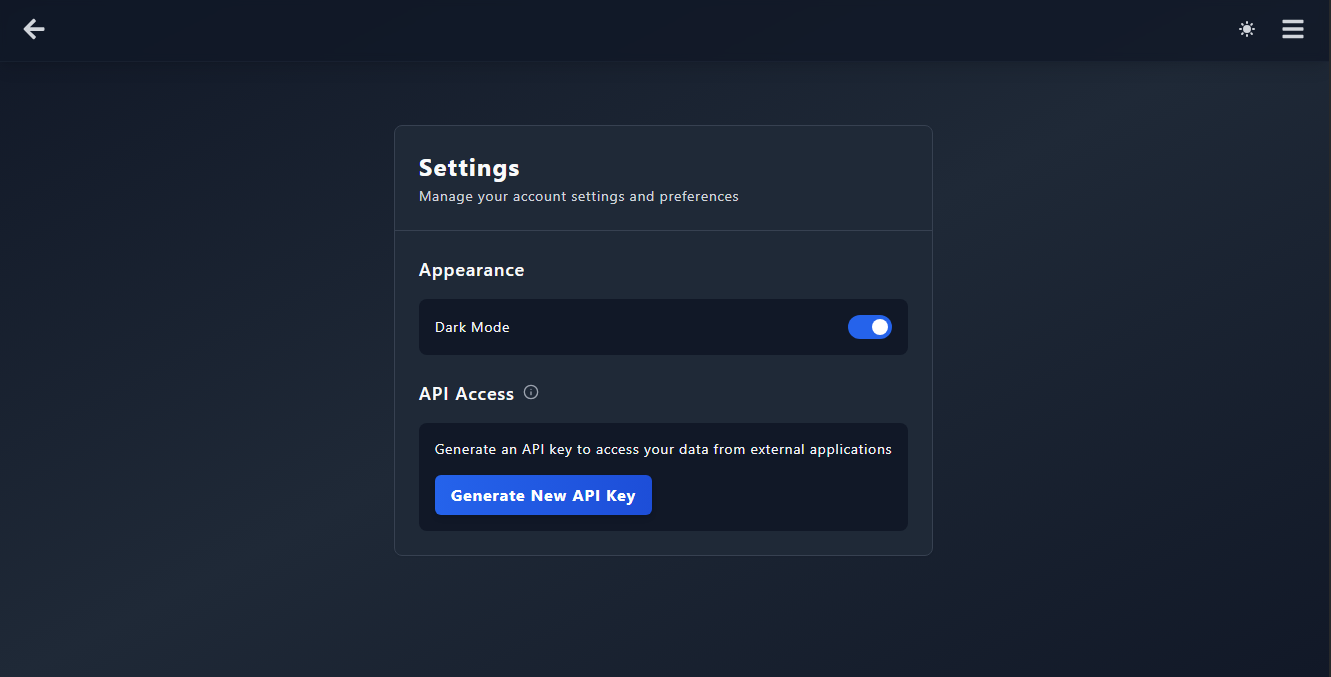 Settings
Manage your account settings and preferences
Appearance
Dark Mode
API Access
Generate an API key to access your data from external applications
Generate New API Key